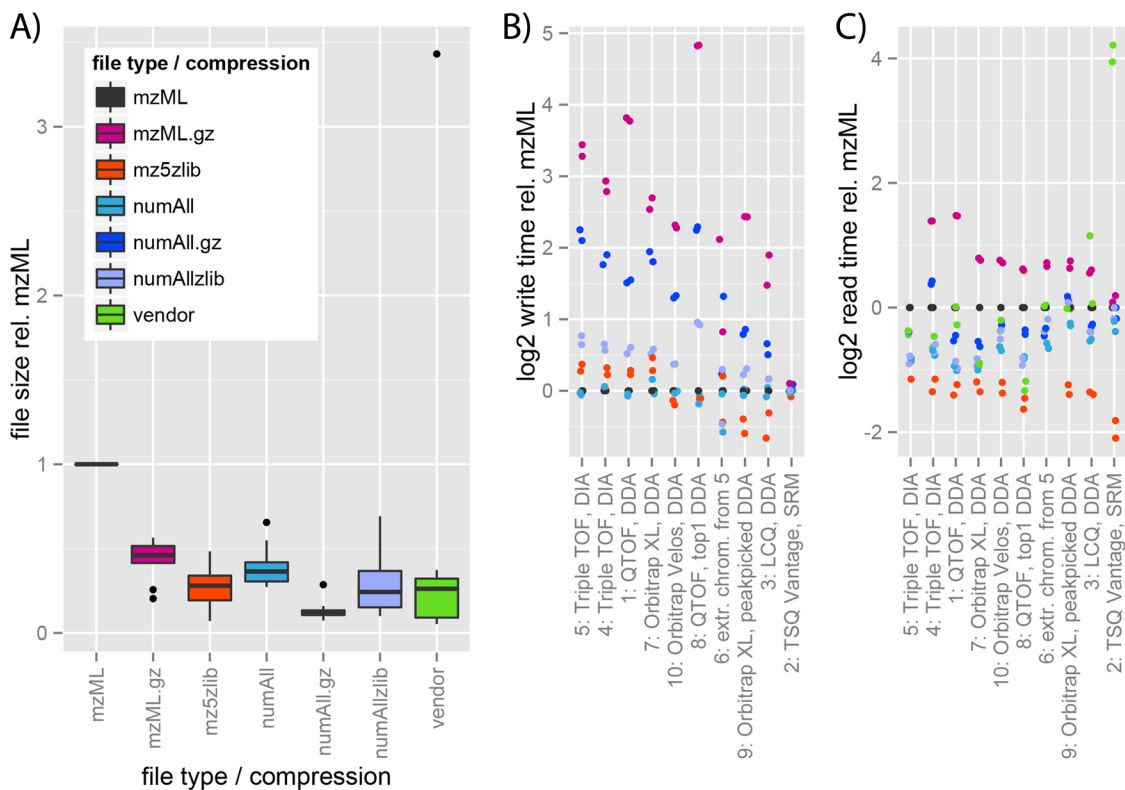 A)
file size rel. mzML
3
2
1
0
file type / compression
mzML
mzML.gz
mz5zlib
numAll
numAll.gz
numAllzlib
vendor
mzML
mzML.gz
mz5zlib
numAll
numAll.gz
numAllzlib
vendor
file type / compression
B)
log2 write time rel. mzML
5
4
3
2
1
0
-1
5: Triple TOF, DIA
4: Triple TOF, DIA
1: QTOF, DDA
7: Orbitrap XL, DDA
10: Orbitrap Velos, DDA
8: QTOF, top1 DDA
6: extr. chrom. from 5
9: Orbitrap XL, peakpicked DDA
3: LCQ, DDA
2: TSQ Vantage, SRM
C)
log2 read time rel. mzML
4
2
0
-2
5: Triple TOF, DIA
4: Triple TOF, DIA
1: QTOF, DDA
7: Orbitrap XL, DDA
10: Orbitrap Velos, DDA
8: QTOF, top1 DDA
6: extr. chrom. from 5
9: Orbitrap XL, peakpicked DDA
3: LCQ, DDA
2: TSQ Vantage, SRM